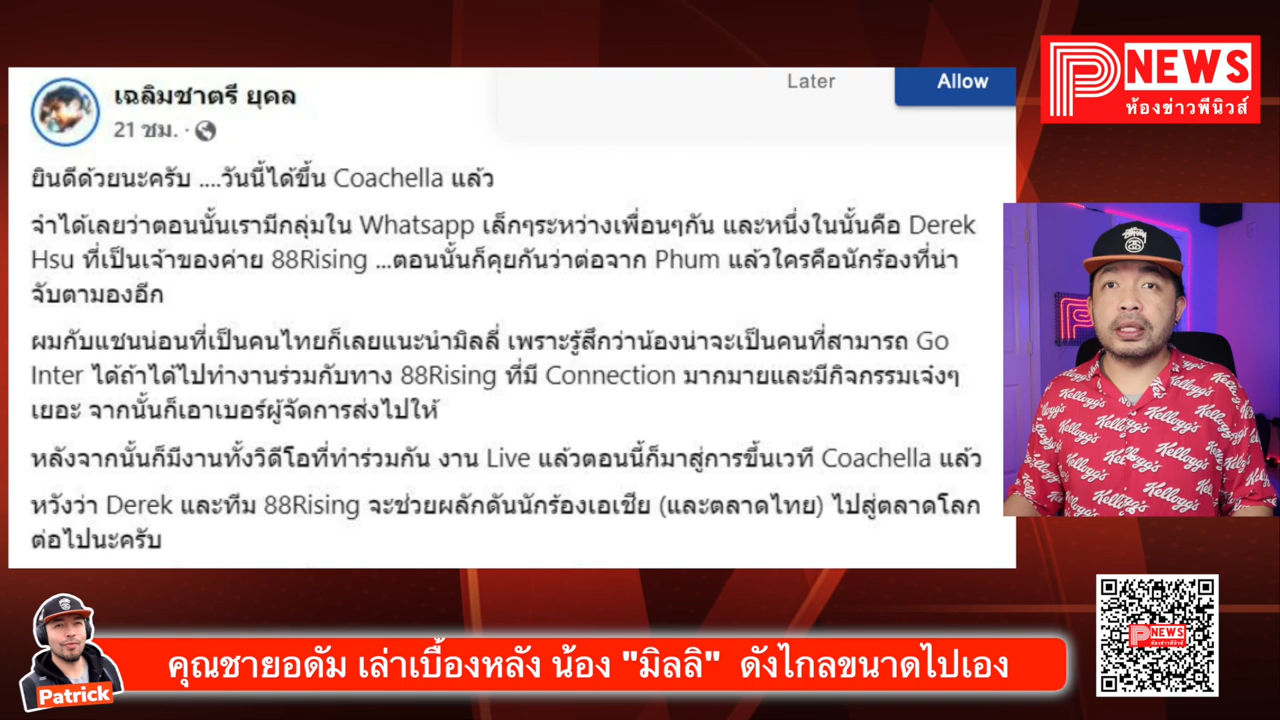 P NEWS
ห้องข่าวพีนิวส์
Later
Allow
เฉลิมชาตรี ยุคล
21 ชม. ·
ยินดีด้วยนะครับ ....วันนี้ได้ขึ้น Coachella แล้ว
จำได้เลยว่าตอนนั้นเรามีกลุ่มใน Whatsapp เล็กๆระหว่างเพื่อนๆกัน และหนึ่งในนั้นคือ Derek
Hsu ที่เป็นเจ้าของค่าย 88Rising ...ตอนนั้นก็คุยกันว่าต่อจาก Phum แล้วใครคือนักร้องที่น่า
จับตามองอีก
ผมกับแชนน่อนที่เป็นคนไทยก็เลยแนะนำมิลลี่ เพราะรู้สึกว่าน้องน่าจะเป็นคนที่สามารถ Go
Inter ได้ถ้าได้ไปทำงานร่วมกับทาง 88Rising ที่มี Connection มากมายและมีกิจกรรมเจ๋งๆ
เยอะ จากนั้นก็เอาเบอร์ผู้จัดการส่งไปให้
หลังจากนั้นก็มีงานทั้งวิดีโอที่ทำร่วมกัน งาน Live แล้วตอนนี้ก็มาสู่การขึ้นเวที Coachella แล้ว
หวังว่า Derek และทีม 88Rising จะช่วยผลักดันนักร้องเอเชีย (และตลาดไทย) ไปสู่ตลาดโลก
ต่อไปนะครับ
Kellogg's
Kellogg's
Kellogg's
Kellogg's
P NEWS
ห้องข่าวพีนิวส์
Patrick
คุณชายอดัม เล่าเบื้องหลัง น้อง "มิลลิ" ดังไกลขนาดไปเอง